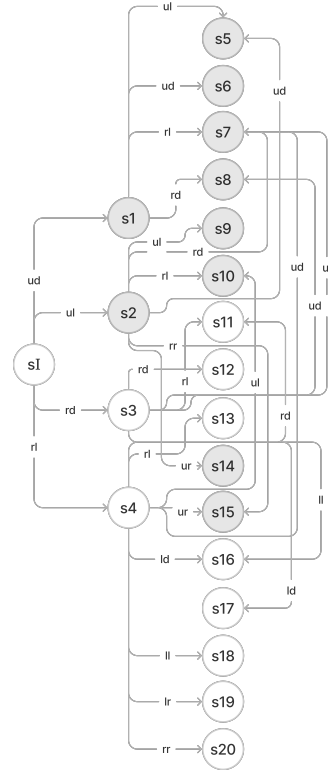 ul
s5
ud
s6
ud
rl
s7
rd
s8
s1
ul
s9
rd
ud
rl
s10
ud
u
s2
ul
s11
ud
sI
rr
rd
s12
rl
ul
rd
s3
s13
rd
rl
rl
ur
s14
s4
ur
s15
ll
ld
s16
ld
s17
ll
s18
lr
s19
rr
s20